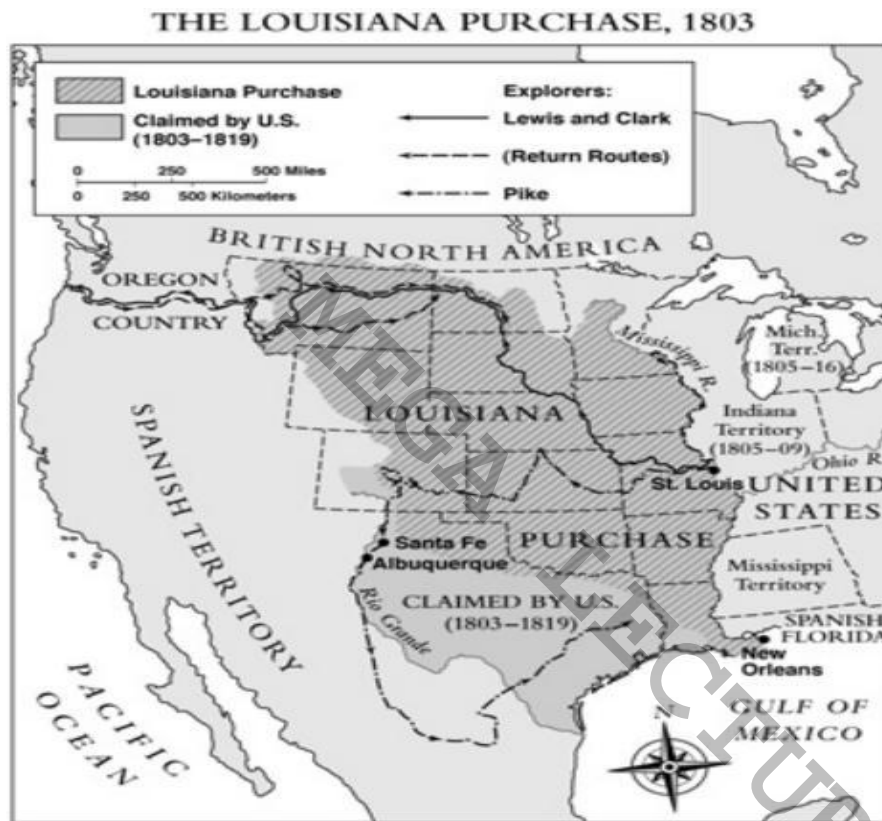 THE LOUISIANA PURCHASE, 1803
Louisiana Purchase
Claimed by U.S.
(1803–1819)
0 250 500 Miles
0 250 500 Kilometers
Explorers:
Lewis and Clark
(Return Routes)
Pike
BRITISH NORTH AMERICA
OREGON
COUNTRY
Mississippi R.
Mich.
Terr.
(1805–16)
SPANISH TERRITORY
LOUISIANA
Indiana
Territory
(1805–09)
Ohio R
St. Louis
UNITED
STATES
PURCHASE
Santa Fe
Albuquerque
Mississippi
Territory
Rio Grande
CLAIMED BY U.S.
(1803–1819)
SPANISH
FLORIDA
New
Orleans
PACIFIC
OCEAN
GULF OF
MEXICO
N
MEGA LECTUR